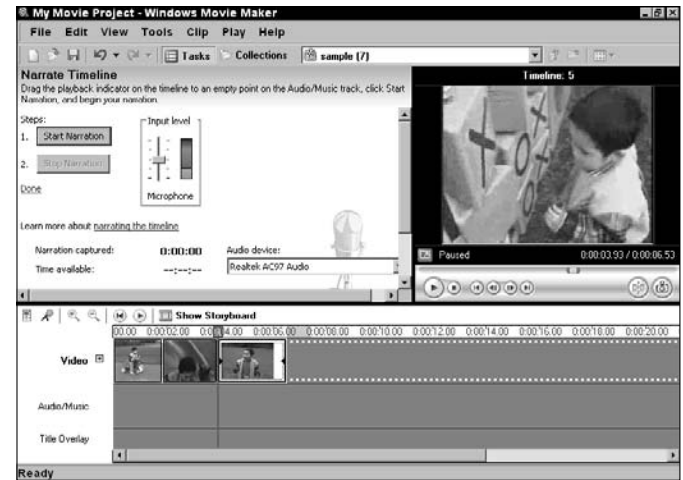 My Movie Project - Windows Movie Maker
File Edit View Tools Clip Play Help
Tasks Collections sample (7)
Narrate Timeline
Drag the playback indicator on the timeline to an empty point on the Audio/Music track, click Start
Narration, and begin your narration.
Steps:
1. Start Narration
2. Stop Narration
Done
Input level
Microphone
Learn more about narrating the timeline
Narration captured: 0:00:00
Time available: --:--:--
Audio device:
Realtek AC97 Audio
Timeline: 5
Paused 0:00:03.93 / 0:00:06.53
Show Storyboard
00.00 0:00:02.00 0:0 4.00 0:00:06.00 0:00:08.00 0:00:10.00 0:00:12.00 0:00:14.00 0:00:16.00 0:00:18.00 0:00:20.00
Video
Audio/Music
Title Overlay
Ready